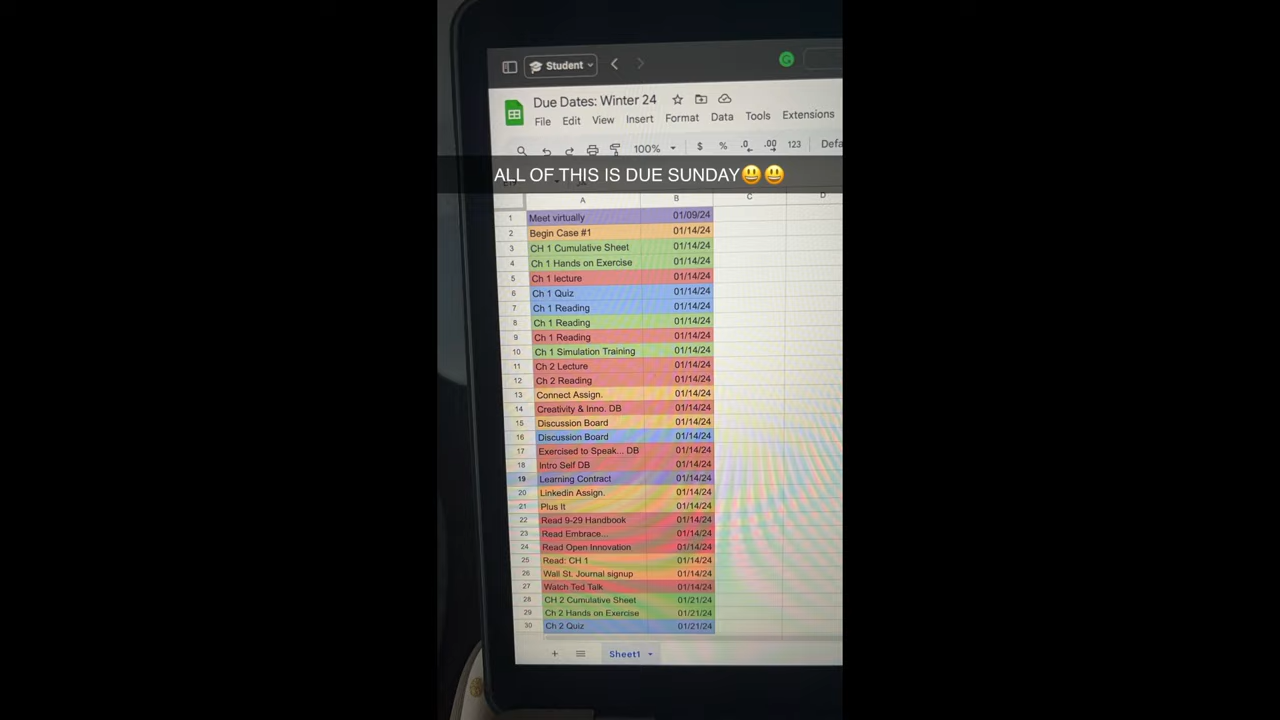 Student
Due Dates: Winter 24
File Edit View Insert Format Data Tools Extensions
100% $ % .0 .00 123 Defa
ALL OF THIS IS DUE SUNDAY😃😃
A B C D
1 Meet virtually 01/09/24
2 Begin Case #1 01/14/24
3 CH 1 Cumulative Sheet 01/14/24
4 Ch 1 Hands on Exercise 01/14/24
5 Ch 1 lecture 01/14/24
6 Ch 1 Quiz 01/14/24
7 Ch 1 Reading 01/14/24
8 Ch 1 Reading 01/14/24
9 Ch 1 Reading 01/14/24
10 Ch 1 Simulation Training 01/14/24
11 Ch 2 Lecture 01/14/24
12 Ch 2 Reading 01/14/24
13 Connect Assign. 01/14/24
14 Creativity & Inno. DB 01/14/24
15 Discussion Board 01/14/24
16 Discussion Board 01/14/24
17 Exercised to Speak... DB 01/14/24
18 Intro Self DB 01/14/24
19 Learning Contract 01/14/24
20 Linkedin Assign. 01/14/24
21 Plus It 01/14/24
22 Read 9-29 Handbook 01/14/24
23 Read Embrace... 01/14/24
24 Read Open Innovation 01/14/24
25 Read: CH 1 01/14/24
26 Wall St. Journal signup 01/14/24
27 Watch Ted Talk 01/14/24
28 CH 2 Cumulative Sheet 01/21/24
29 Ch 2 Hands on Exercise 01/21/24
30 Ch 2 Quiz 01/21/24
Sheet1